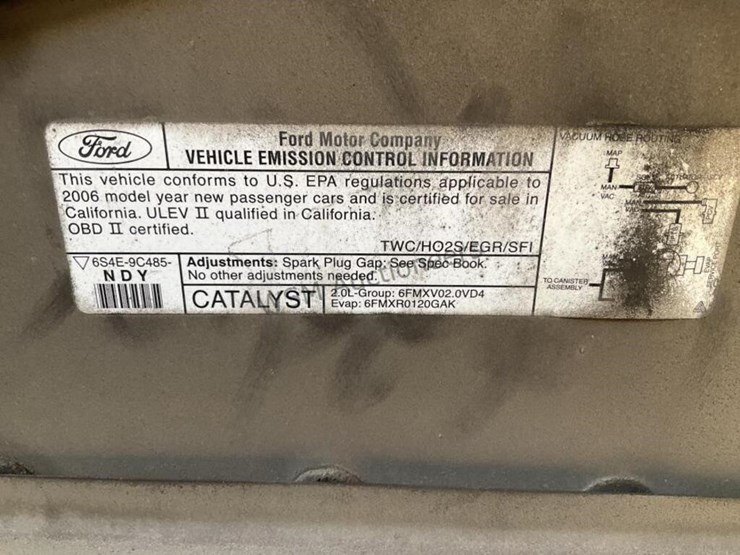 Ford
Ford Motor Company
VEHICLE EMISSION CONTROL INFORMATION
This vehicle conforms to U.S. EPA regulations applicable to
2006 model year new passenger cars and is certified for sale in
California. ULEV II qualified in California.
OBD II certified.
TWC/HO2S/EGR/SFI
6S4E-9C485-
NDY
Adjustments: Spark Plug Gap: See Spec Book.
No other adjustments needed.
CATALYST
2.0L-Group: 6FMXV02.0VD4
Evap: 6FMXR0120GAK
VACUUM HOSE ROUTING
MAP
MAN
VAC
TO CANISTER
ASSEMBLY